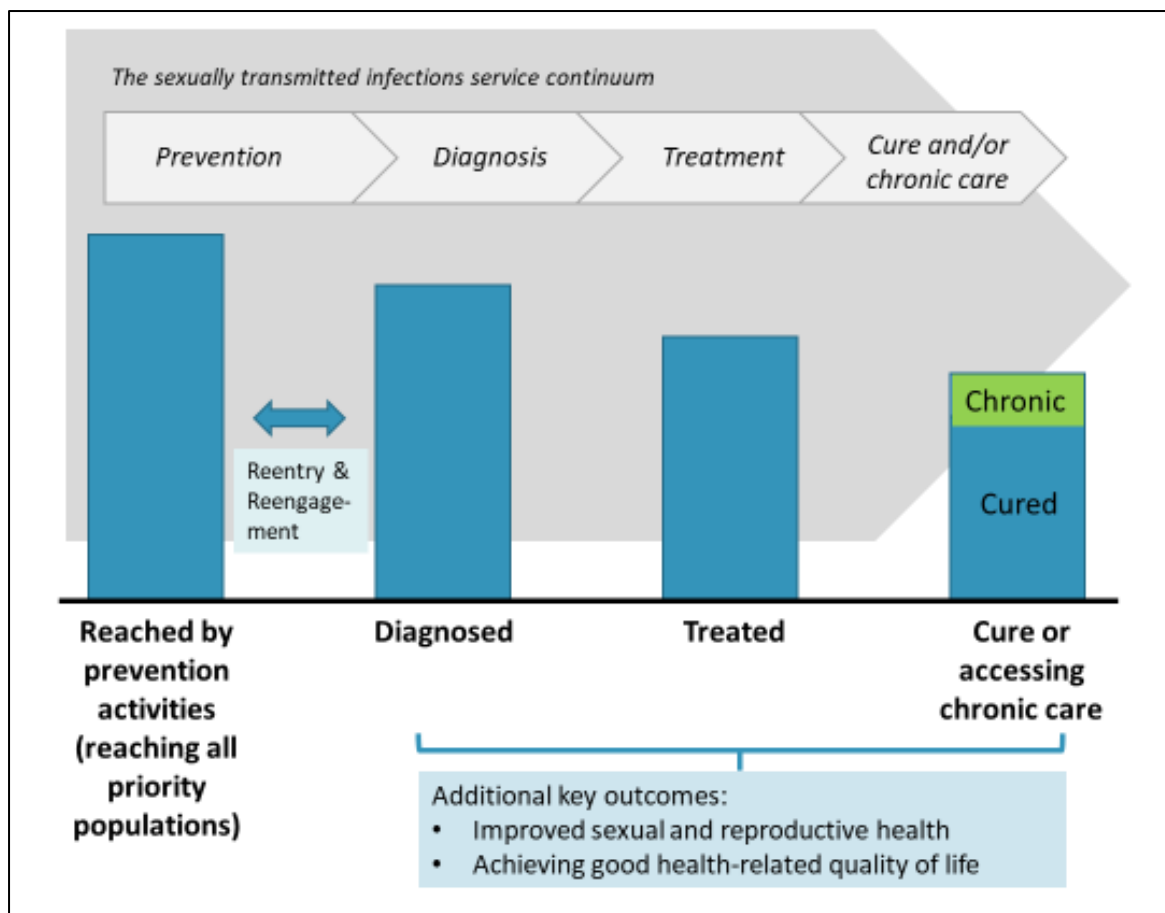 The sexually transmitted infections service continuum
Prevention
Diagnosis
Treatment
Cure and/or
chronic care
Reentry &
Reengage-
ment
Chronic
Cured
Reached by
prevention
activities
(reaching all
priority
populations)
Diagnosed
Treated
Cure or
accessing
chronic care
Additional key outcomes:
• Improved sexual and reproductive health
• Achieving good health-related quality of life